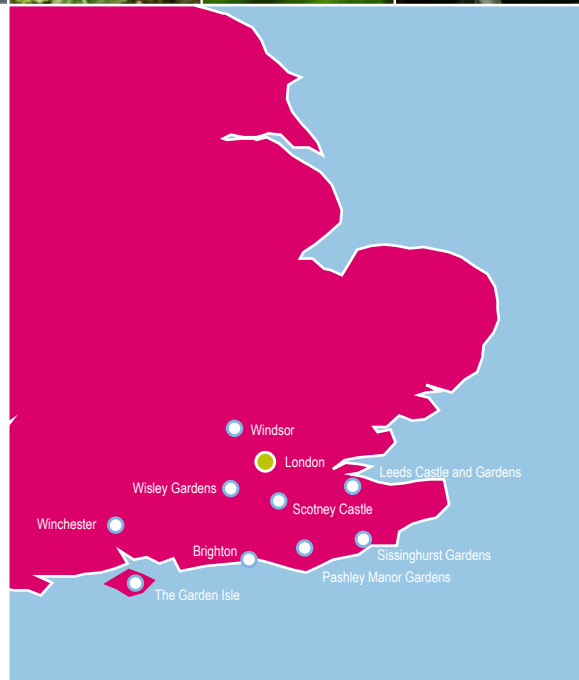 Windsor
London
Leeds Castle and Gardens
Wisley Gardens
Scotney Castle
Winchester
Brighton
Sissinghurst Gardens
Pashley Manor Gardens
The Garden Isle